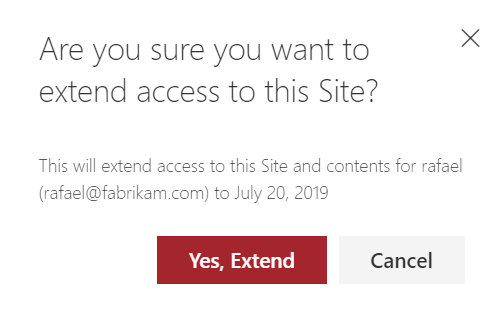 Are you sure you want to
extend access to this Site?
This will extend access to this Site and contents for rafael
(rafael@fabrikam.com) to July 20, 2019
Yes, Extend
Cancel